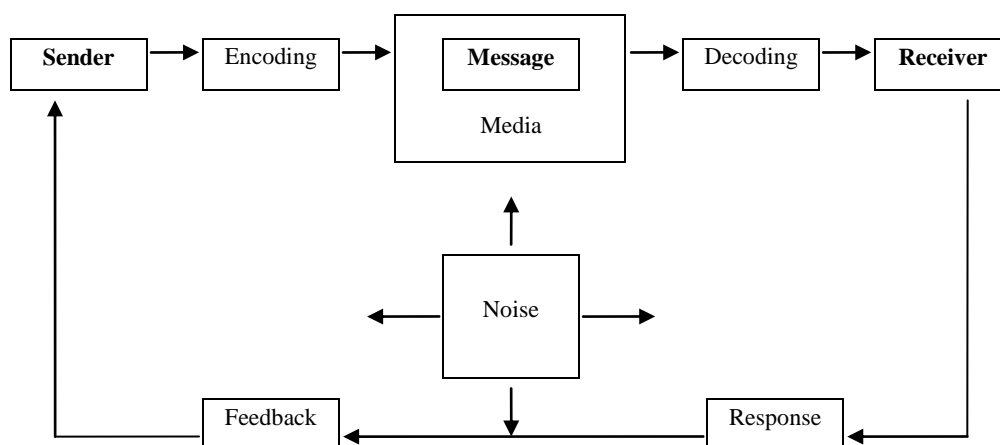 Sender
Encoding
Message
Media
Decoding
Receiver
Noise
Feedback
Response